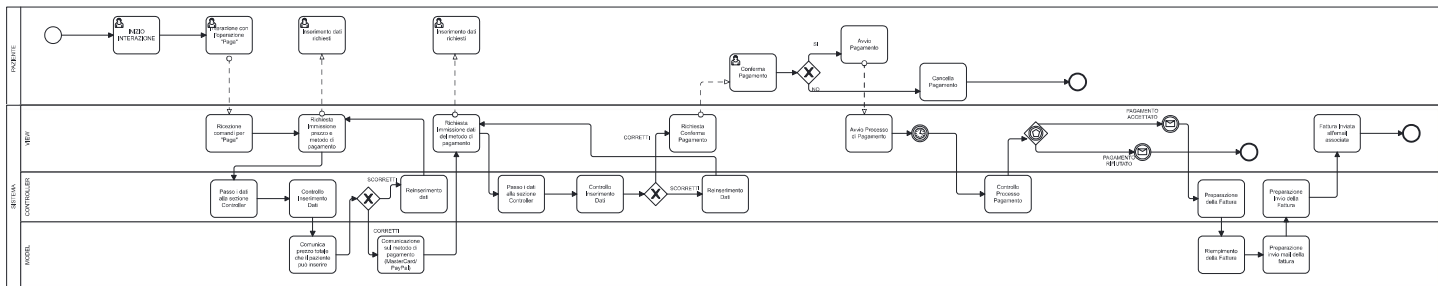 PAZIENTE
INIZIO
INTERAZIONE
Interazione con
l'operazione
"Paga"
Inserimento dati
richiesti
Inserimento dati
richiesti
Conferma
Pagamento
SI
NO
Avvio
Pagamento
Cancella
Pagamento
SISTEMA
VIEW
Ricezione
comandi per
"Paga"
Richiesta
Immissione
prezzo e
metodo di
pagamento
Richiesta
Immissione dati
del metodo di
pagamento
CORRETTI
Richiesta
Conferma
Pagamento
Avvio Processo
di Pagamento
PAGAMENTO
ACCETTATO
PAGAMENTO
RIFIUTATO
Fattura Inviata
all'email
associata
CONTROLLER
Passo i dati
alla sezione
Controller
Controllo
Inserimento
Dati
SCORRETTI
Reinserimento
dati
Passo i dati
alla sezione
Controller
Controllo
Inserimento
Dati
SCORRETTI
Reinserimento
Dati
Controllo
Processo
Pagamento
Preparazione
della Fattura
Preparazione
Invio della
Fattura
MODEL
Comunica
prezzo totale
che il paziente
può inserire
CORRETTI
Comunicazione
sul metodo di
pagamento
(MasterCard/
PayPal)
Riempimento
della Fattura
Preparazione
invio mail della
fattura